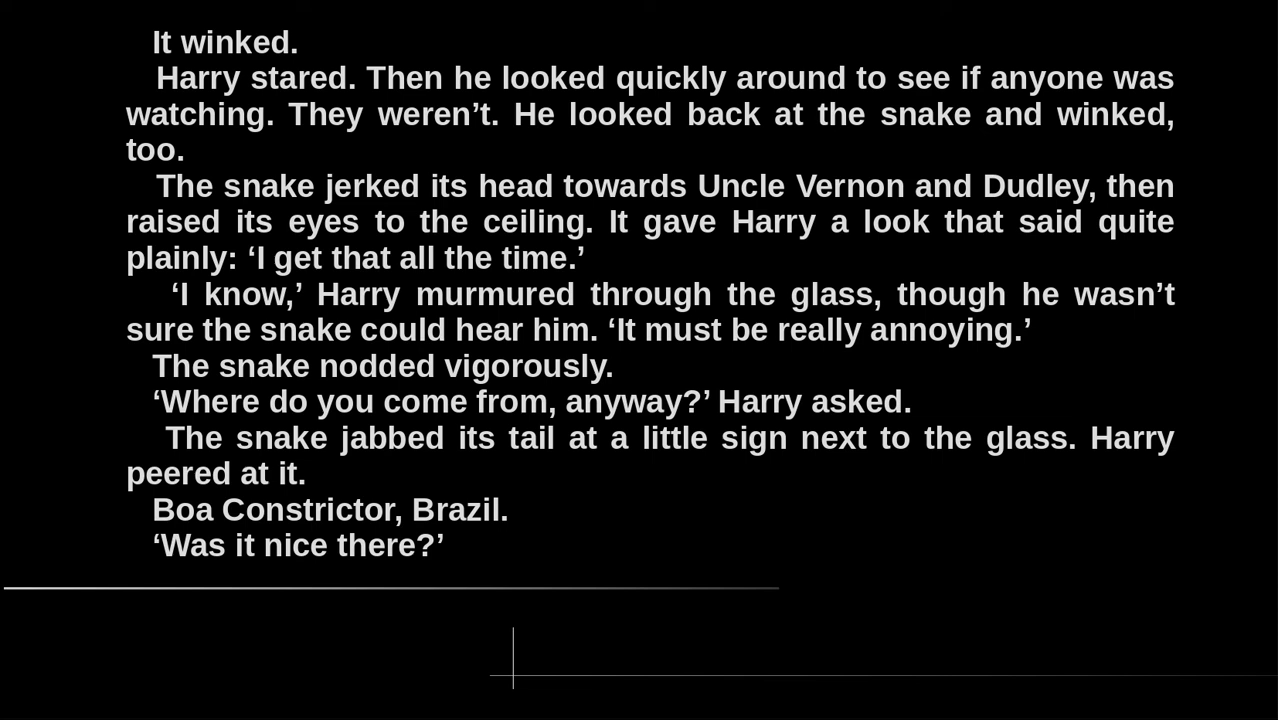 It winked.
Harry stared. Then he looked quickly around to see if anyone was
watching. They weren’t. He looked back at the snake and winked,
too.
The snake jerked its head towards Uncle Vernon and Dudley, then
raised its eyes to the ceiling. It gave Harry a look that said quite
plainly: ‘I get that all the time.’
‘I know,’ Harry murmured through the glass, though he wasn’t
sure the snake could hear him. ‘It must be really annoying.’
The snake nodded vigorously.
‘Where do you come from, anyway?’ Harry asked.
The snake jabbed its tail at a little sign next to the glass. Harry
peered at it.
Boa Constrictor, Brazil.
‘Was it nice there?’